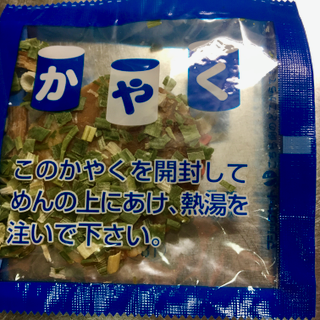 かやく
このかやくを開封して
めんの上にあけ、熱湯を
注いで下さい。